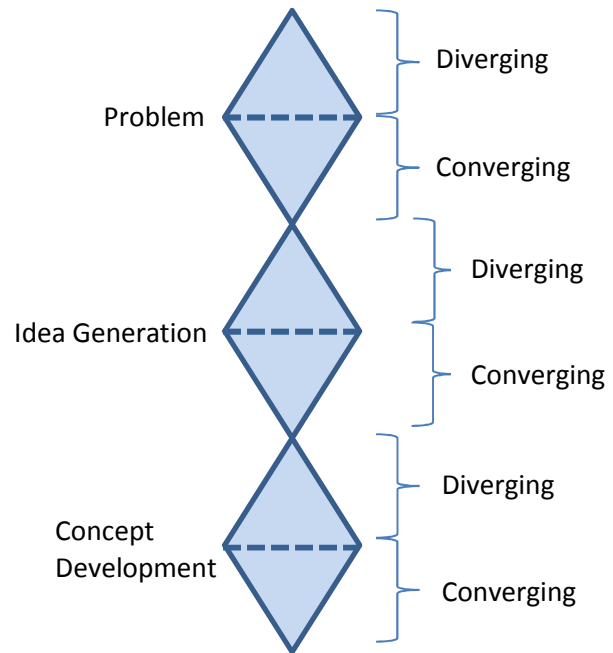 Diverging
Problem
Converging
Diverging
Idea Generation
Converging
Diverging
Concept
Development
Converging